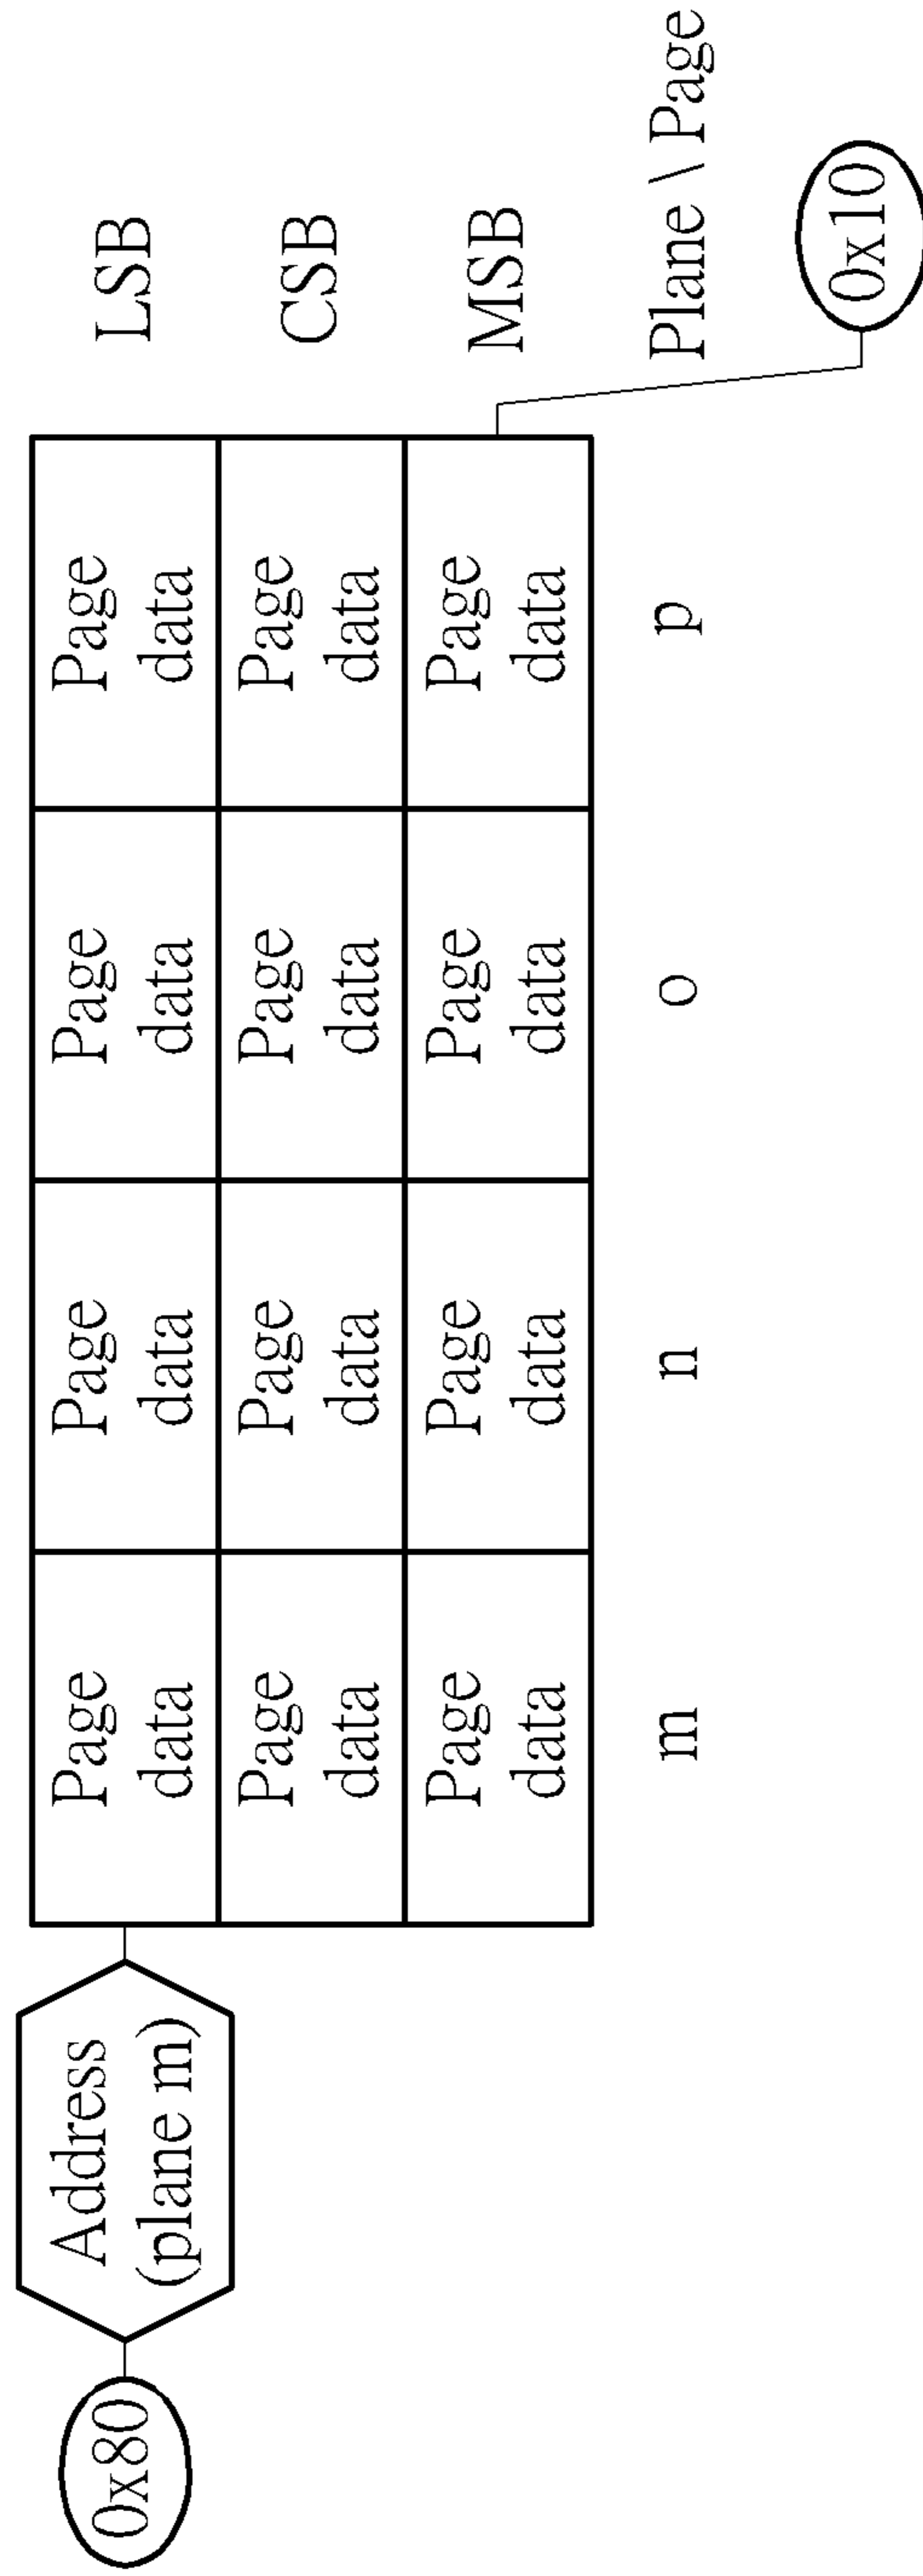 0x80
Address
(plane m)
Page
data
Page
data
Page
data
Page
data
LSB
Page
data
Page
data
Page
data
Page
data
CSB
Page
data
Page
data
Page
data
Page
data
MSB
m
n
o
p
Plane \ Page
0x10